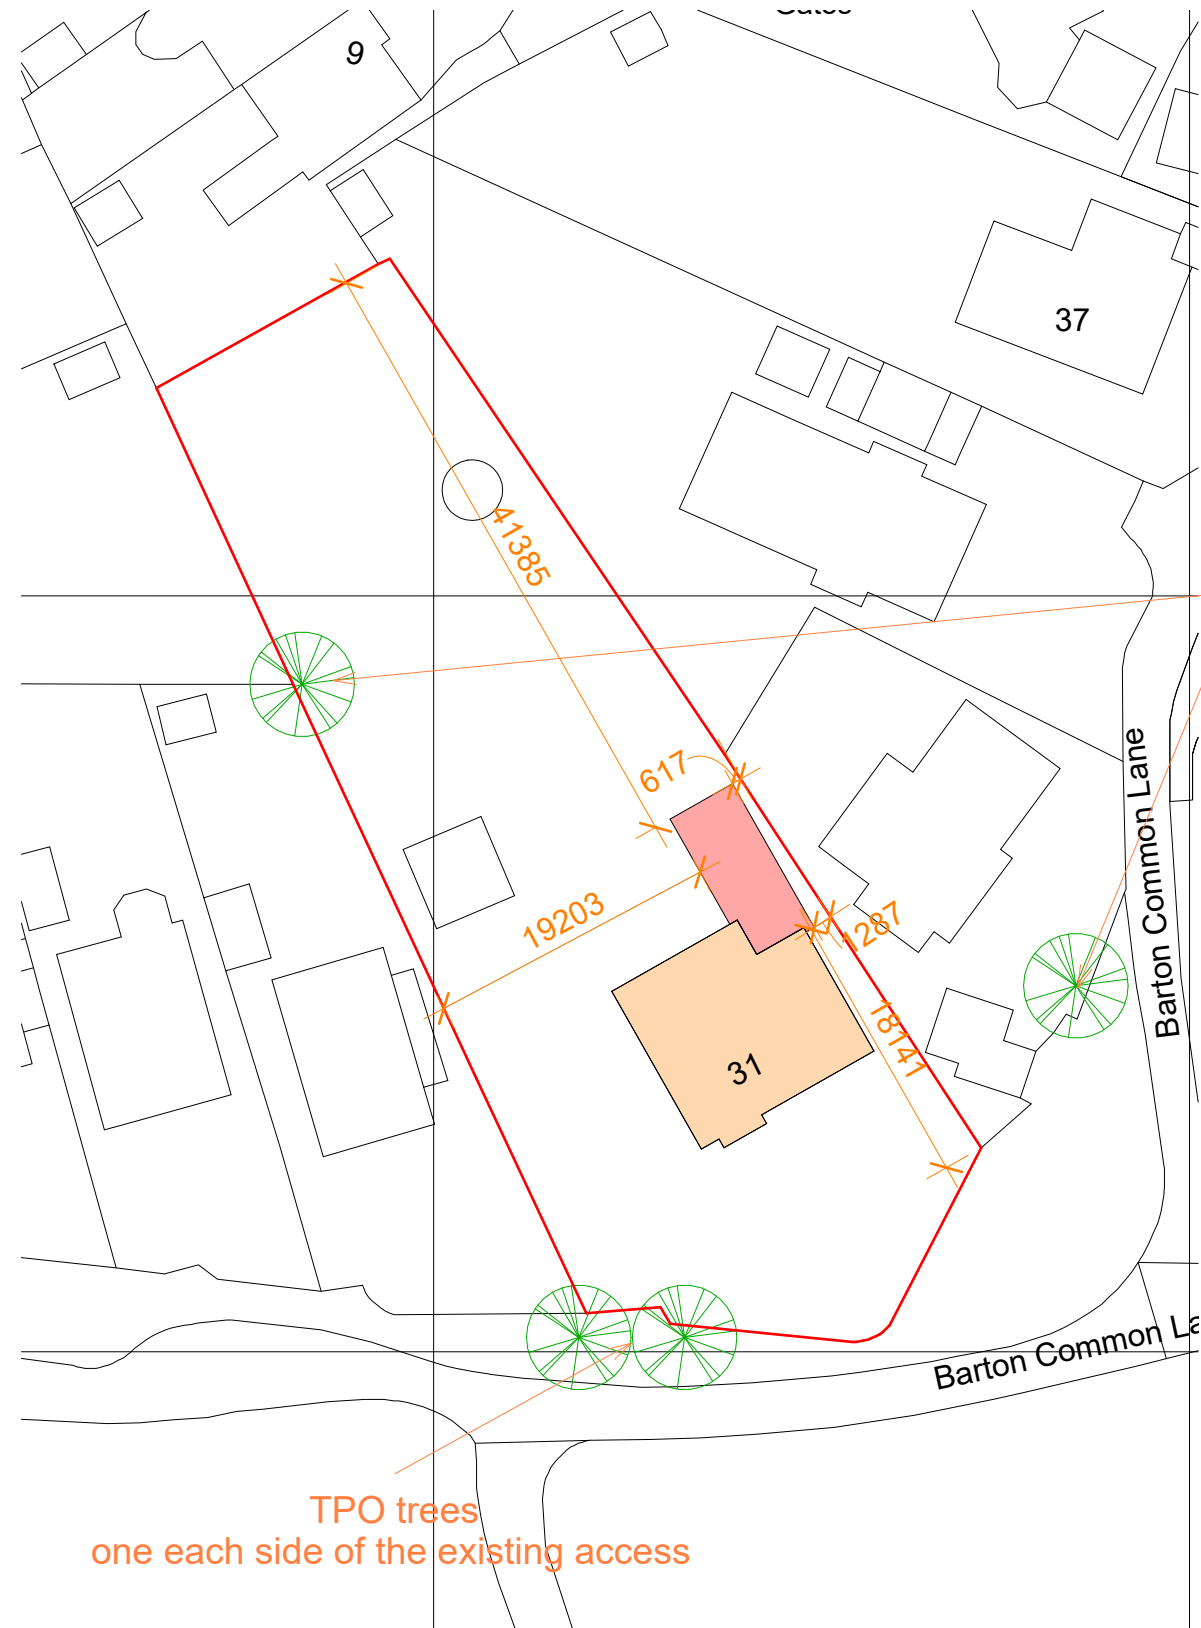 9
37
41385
617
19203
1287
18141
31
Barton Common Lane
Barton Common
TPO trees
one each side of the existing access